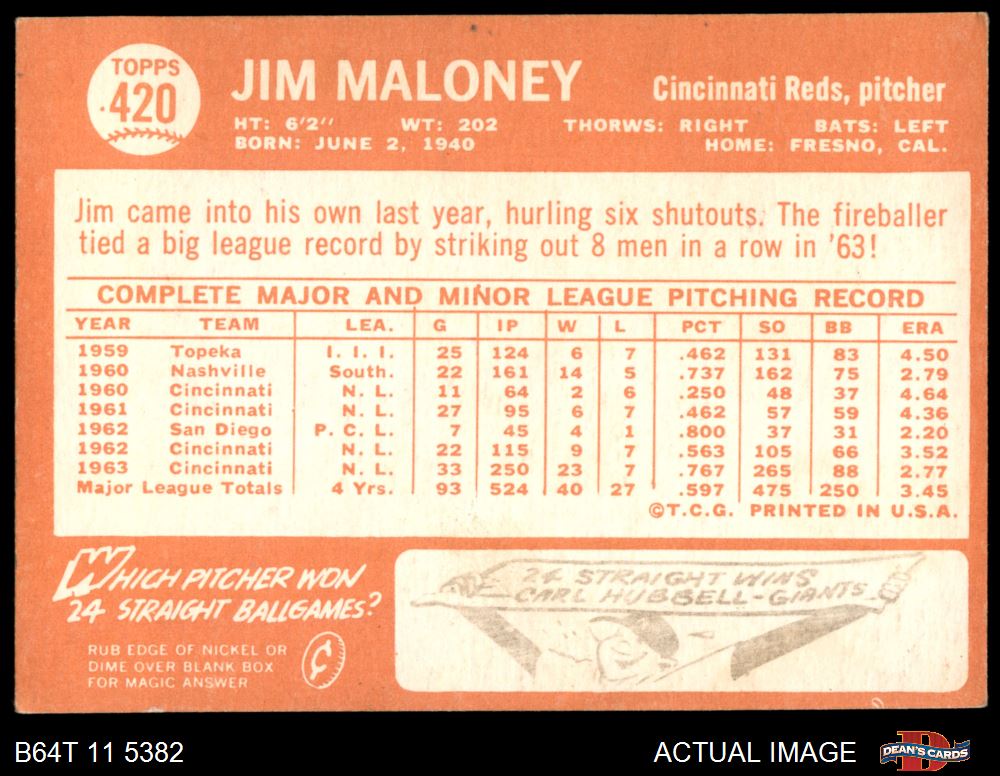 TOPPS
420
JIM MALONEY
Cincinnati Reds, pitcher
HT: 6'2'' WT: 202 THORWS: RIGHT BATS: LEFT
BORN: JUNE 2, 1940 HOME: FRESNO, CAL.
Jim came into his own last year, hurling six shutouts. The fireballer
tied a big league record by striking out 8 men in a row in '63!
COMPLETE MAJOR AND MINOR LEAGUE PITCHING RECORD
YEAR TEAM LEA. G IP W L PCT SO BB ERA
1959 Topeka I. I. I. 25 124 6 7 .462 131 83 4.50
1960 Nashville South. 22 161 14 5 .737 162 75 2.79
1960 Cincinnati N. L. 11 64 2 6 .250 48 37 4.64
1961 Cincinnati N. L. 27 95 6 7 .462 57 59 4.36
1962 San Diego P. C. L. 7 45 4 1 .800 37 31 2.20
1962 Cincinnati N. L. 22 115 9 7 .563 105 66 3.52
1963 Cincinnati N. L. 33 250 23 7 .767 265 88 2.77
Major League Totals 4 Yrs. 93 524 40 27 .597 475 250 3.45
©T.C.G. PRINTED IN U.S.A.
WHICH PITCHER WON
24 STRAIGHT BALLGAMES?
RUB EDGE OF NICKEL OR
DIME OVER BLANK BOX
FOR MAGIC ANSWER
¢
24 STRAIGHT WINS
CARL HUBBELL-GIANTS
B64T 11 5382
ACTUAL IMAGE
D
DEAN'S CARDS